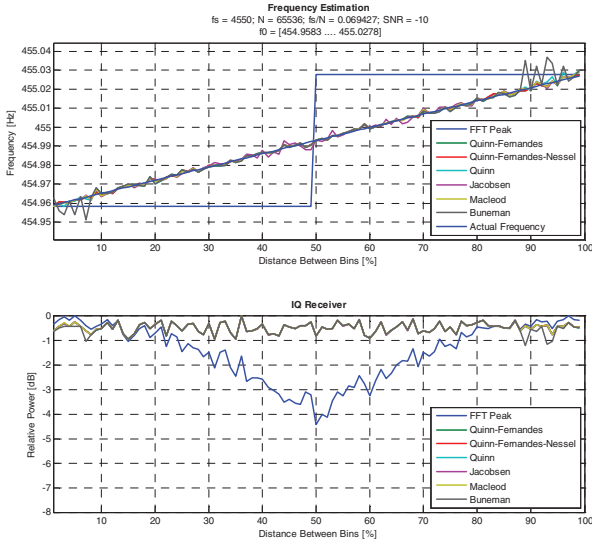 Frequency Estimation
fs = 4550; N = 65536; fs/N = 0.069427; SNR = -10
f0 = [454.9583 .... 455.0278]
455.04
455.03
455.02
455.01
455
454.99
454.98
454.97
454.96
454.95
Frequency [Hz]
FFT Peak
Quinn-Fernandes
Quinn-Fernandes-Nessel
Quinn
Jacobsen
Macleod
Buneman
Actual Frequency
10 20 30 40 50 60 70 80 90 100
Distance Between Bins [%]
IQ Receiver
0
-1
-2
-3
-4
-5
-6
-7
-8
Relative Power [dB]
FFT Peak
Quinn-Fernandes
Quinn-Fernandes-Nessel
Quinn
Jacobsen
Macleod
Buneman
10 20 30 40 50 60 70 80 90 100
Distance Between Bins [%]